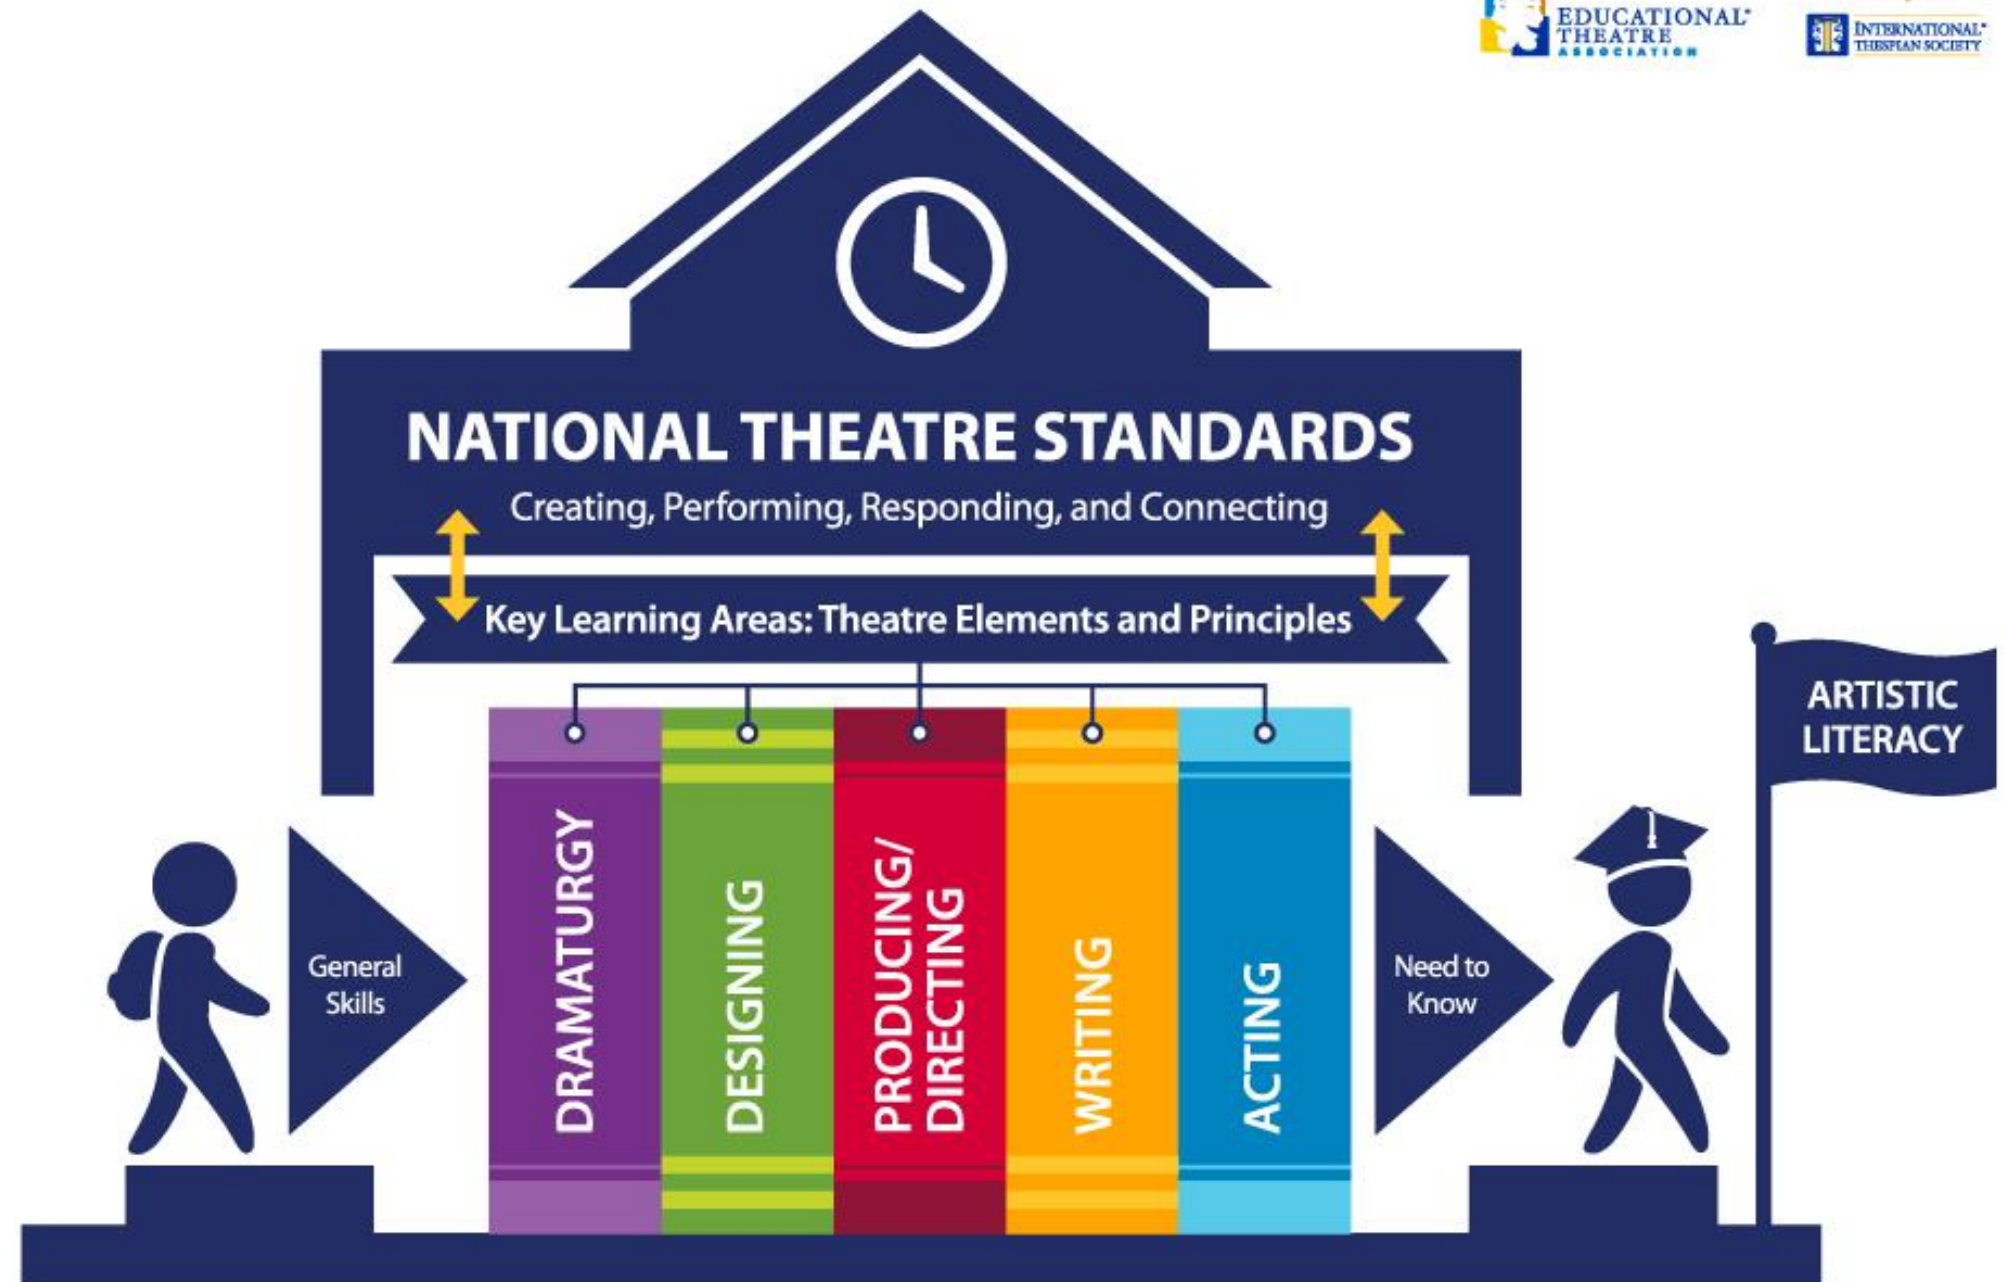 EDUCATIONAL
THEATRE
ASSOCIATION
INTERNATIONAL
THESPIAN SOCIETY
NATIONAL THEATRE STANDARDS
Creating, Performing, Responding, and Connecting
Key Learning Areas: Theatre Elements and Principles
ARTISTIC
LITERACY
General
Skills
DRAMATURGY
DESIGNING
PRODUCING/
DIRECTING
WRITING
ACTING
Need to
Know